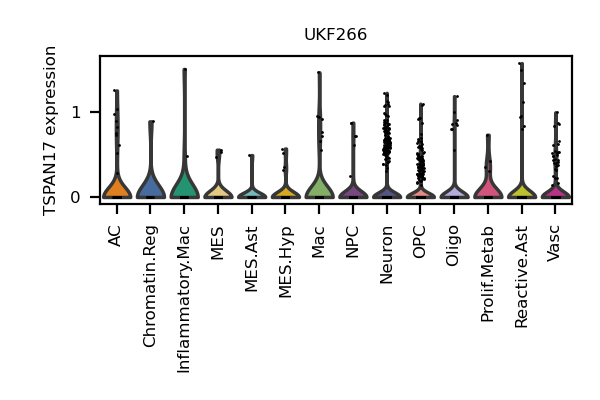 UKF266
TSPAN17 expression
1
0
AC
Chromatin.Reg
Inflammatory.Mac
MES
MES.Ast
MES.Hyp
Mac
NPC
Neuron
OPC
Oligo
Prolif.Metab
Reactive.Ast
Vasc